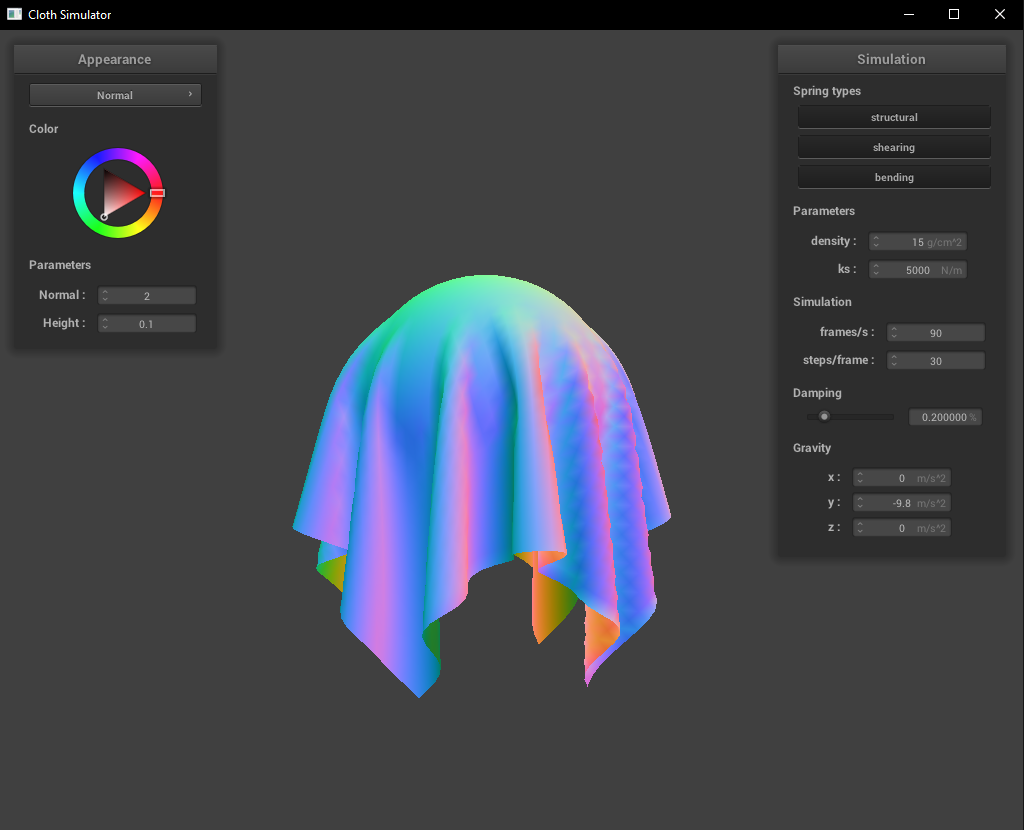 Cloth Simulator
Appearance
Normal
Color
Parameters
Normal : 2
Height : 0.1
Simulation
Spring types
structural
shearing
bending
Parameters
density : 15 g/cm^2
ks : 5000 N/m
Simulation
frames/s : 90
steps/frame : 30
Damping
0.200000 %
Gravity
x : 0 m/s^2
y : -9.8 m/s^2
z : 0 m/s^2